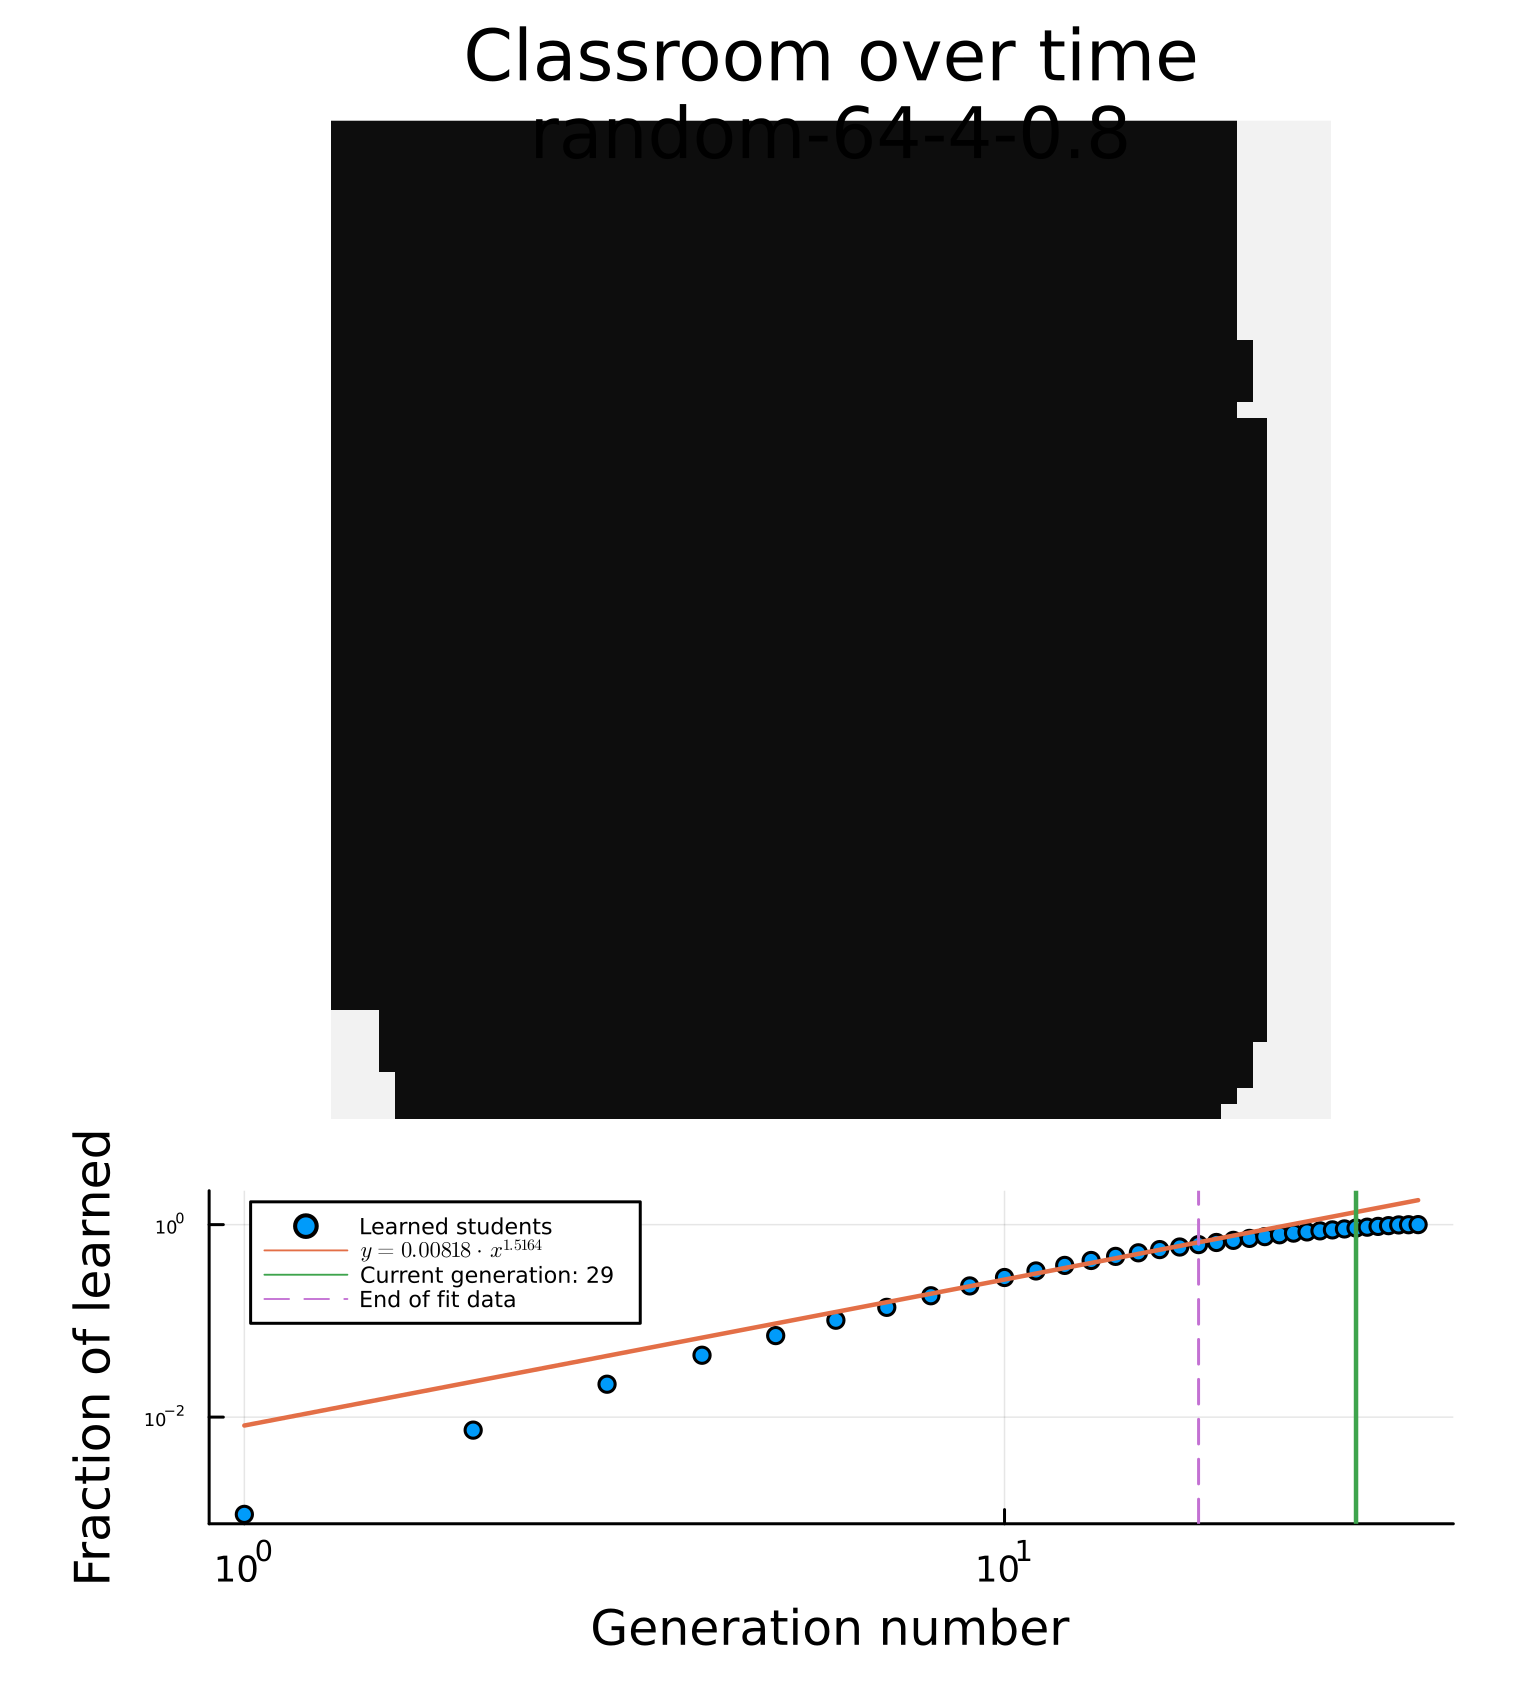 Classroom over time
random-64-4-0.8
Fraction of learned
10⁰
10⁻²
Learned students
y = 0.00818 · x^1.5164
Current generation: 29
End of fit data
10⁰
10¹
Generation number